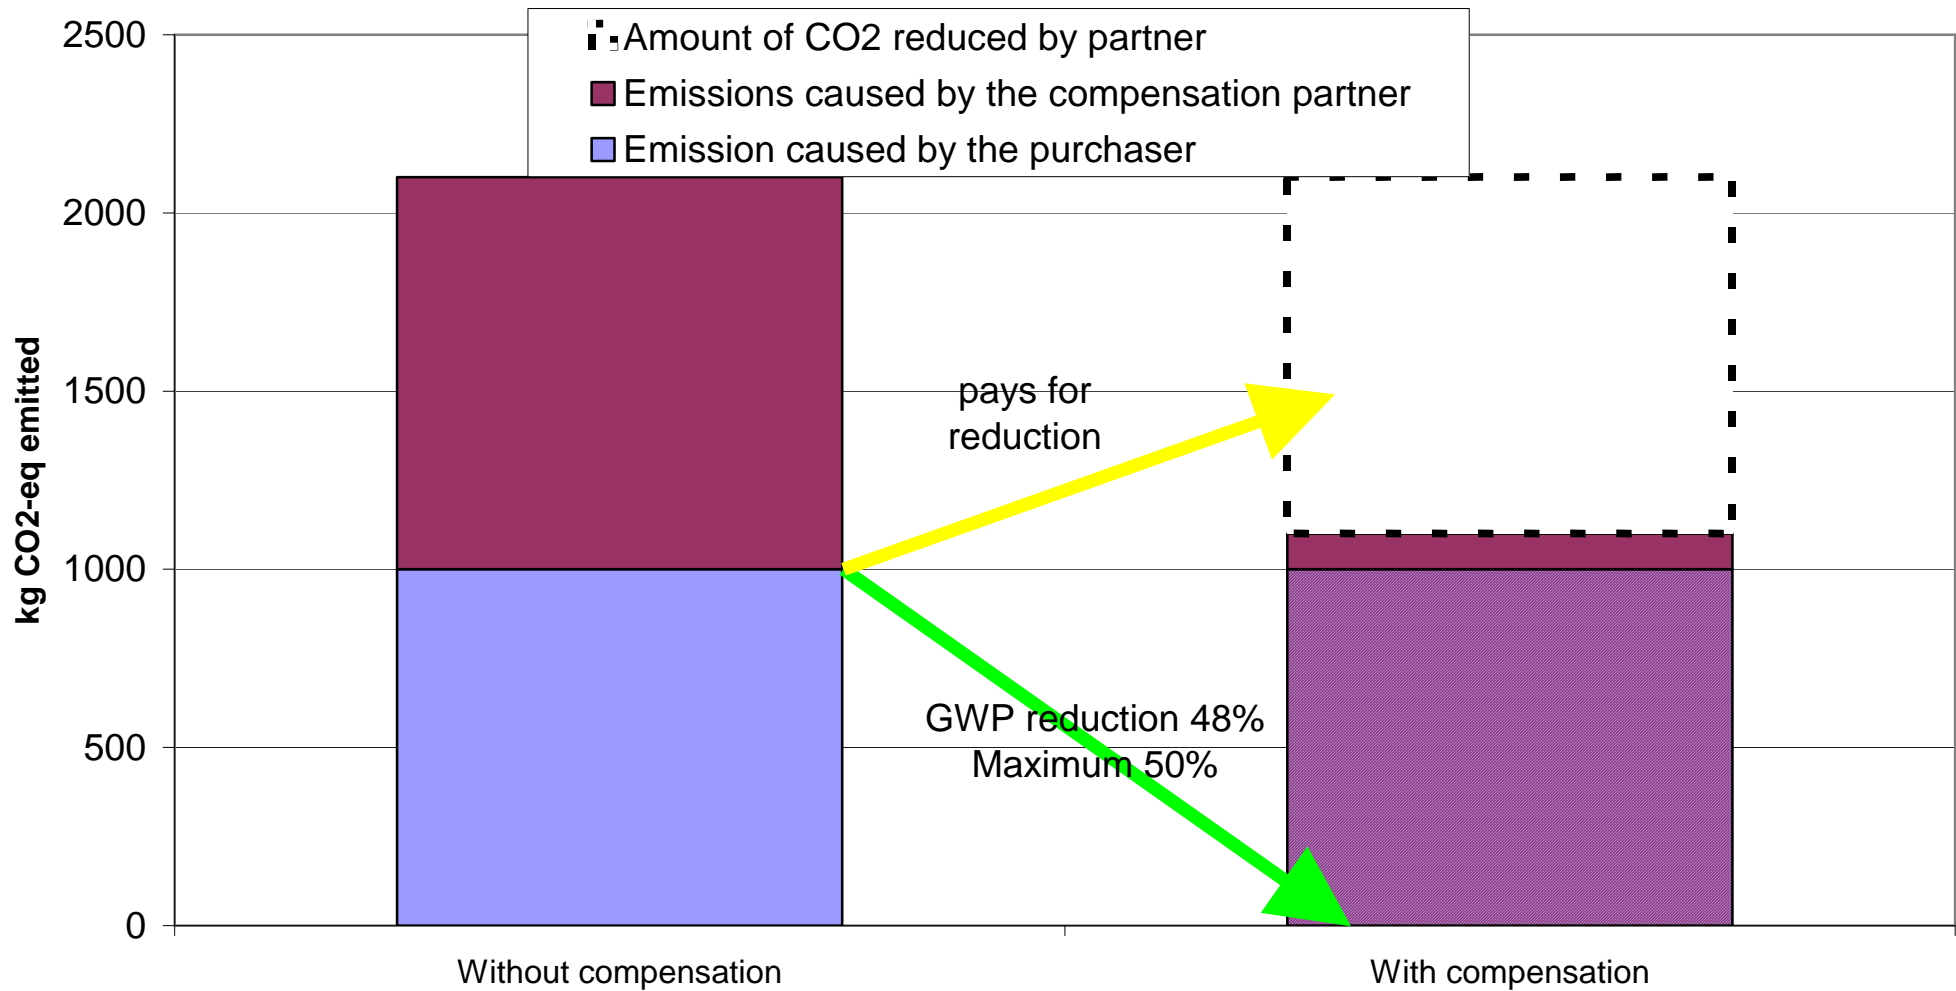 Amount of CO2 reduced by partner
Emissions caused by the compensation partner
Emission caused by the purchaser
2500
2000
1500
1000
500
0
kg CO2-eq emitted
pays for
reduction
GWP reduction 48%
Maximum 50%
Without compensation
With compensation